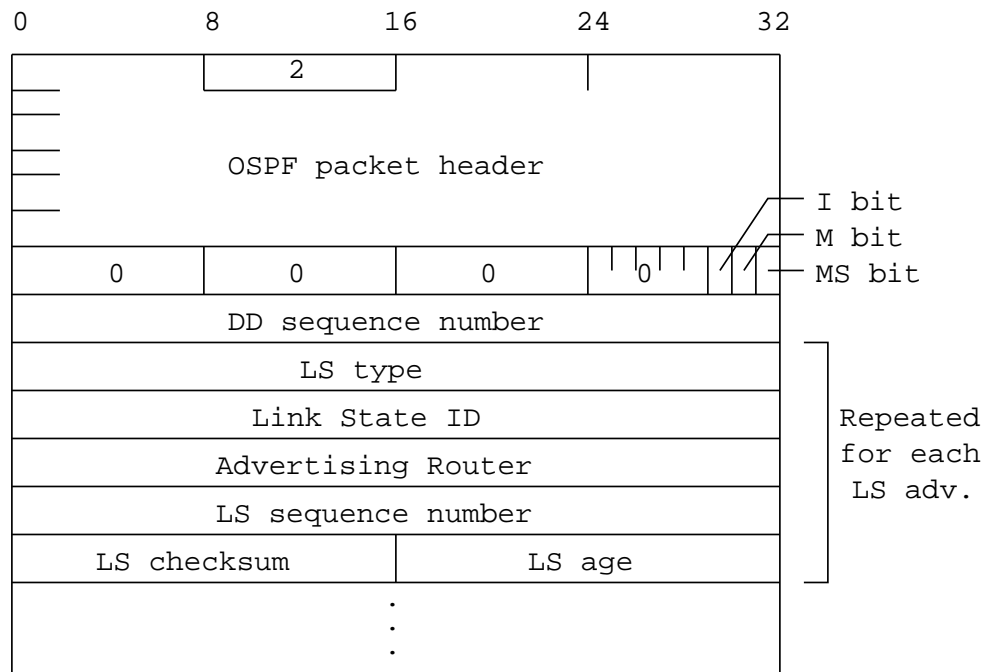 0 8 16 24 32
2
OSPF packet header
I bit
M bit
0 0 0 0 MS bit
DD sequence number
LS type
Link State ID
Repeated
Advertising Router
for each
LS adv.
LS sequence number
LS checksum LS age
.
.
.